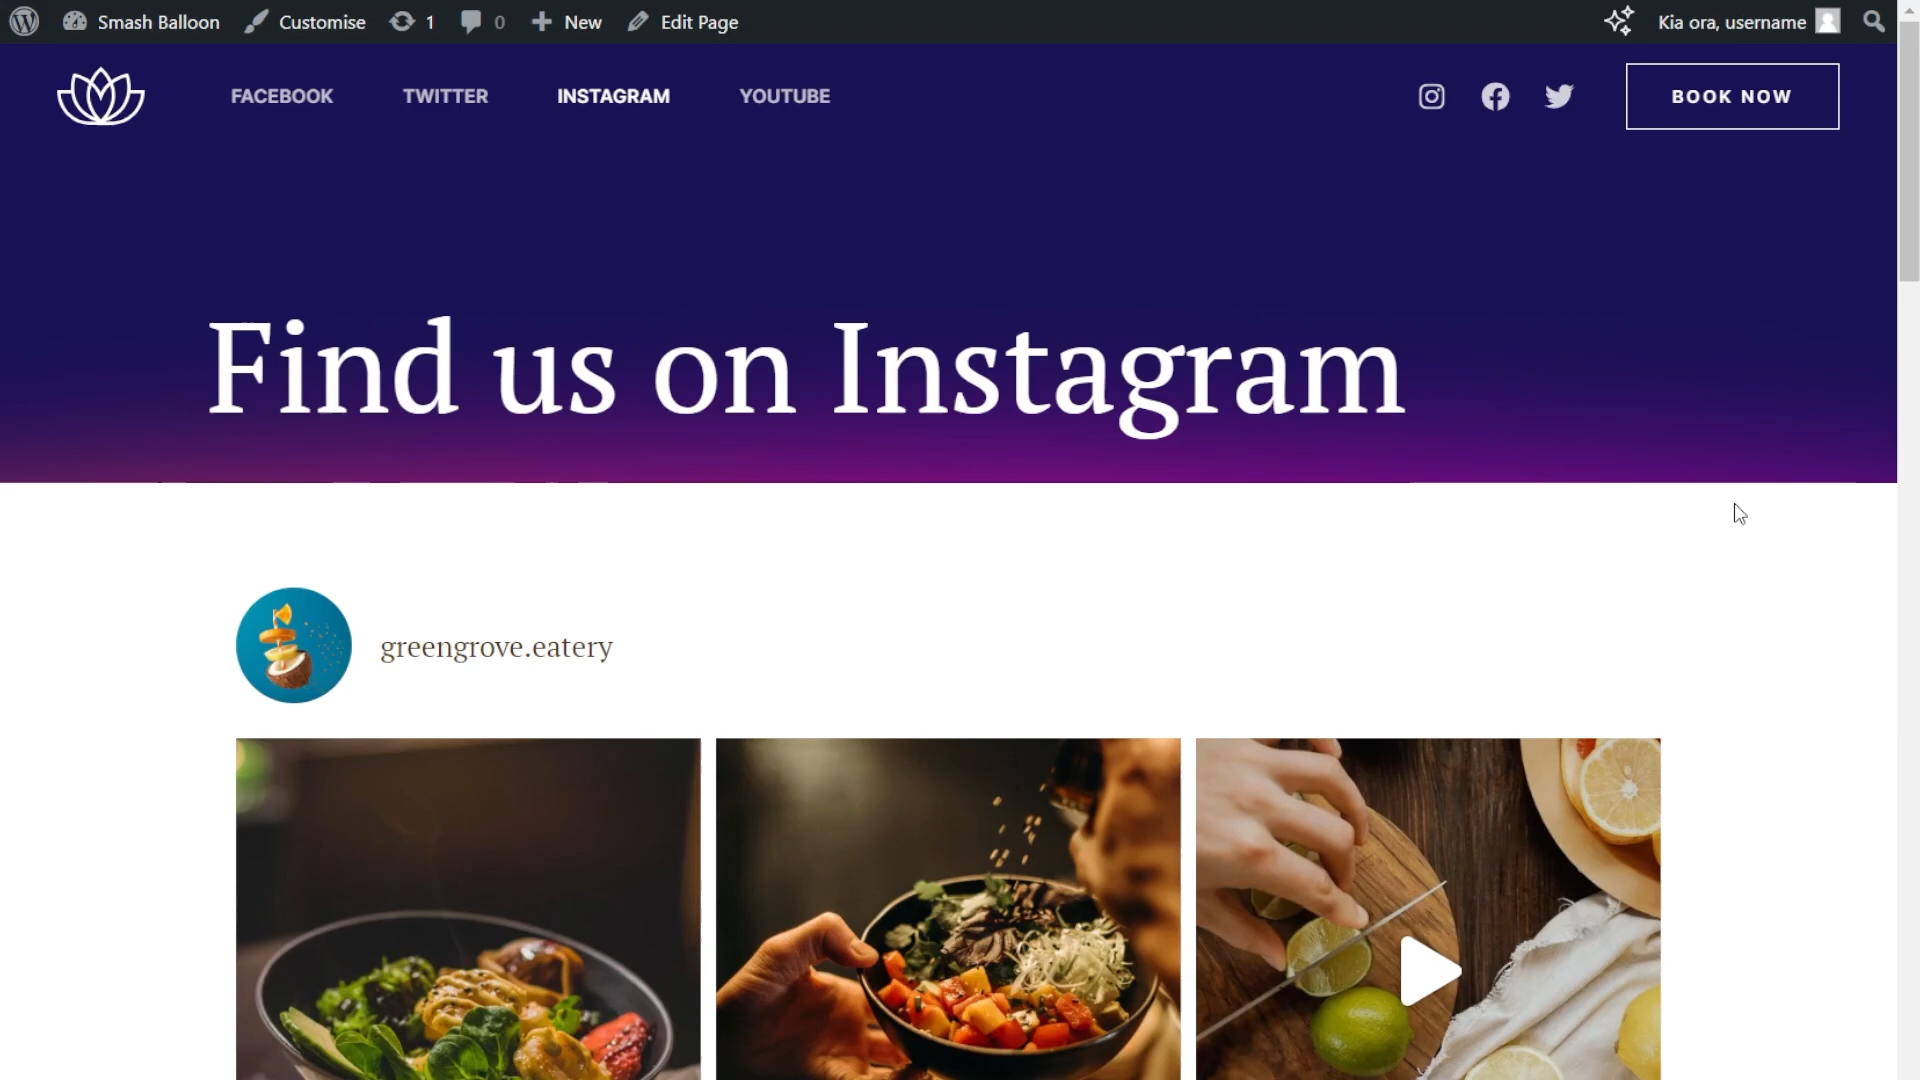 Smash Balloon Customise 1 0 New Edit Page Kia ora, username
FACEBOOK TWITTER INSTAGRAM YOUTUBE BOOK NOW
Find us on Instagram
greengrove.eatery